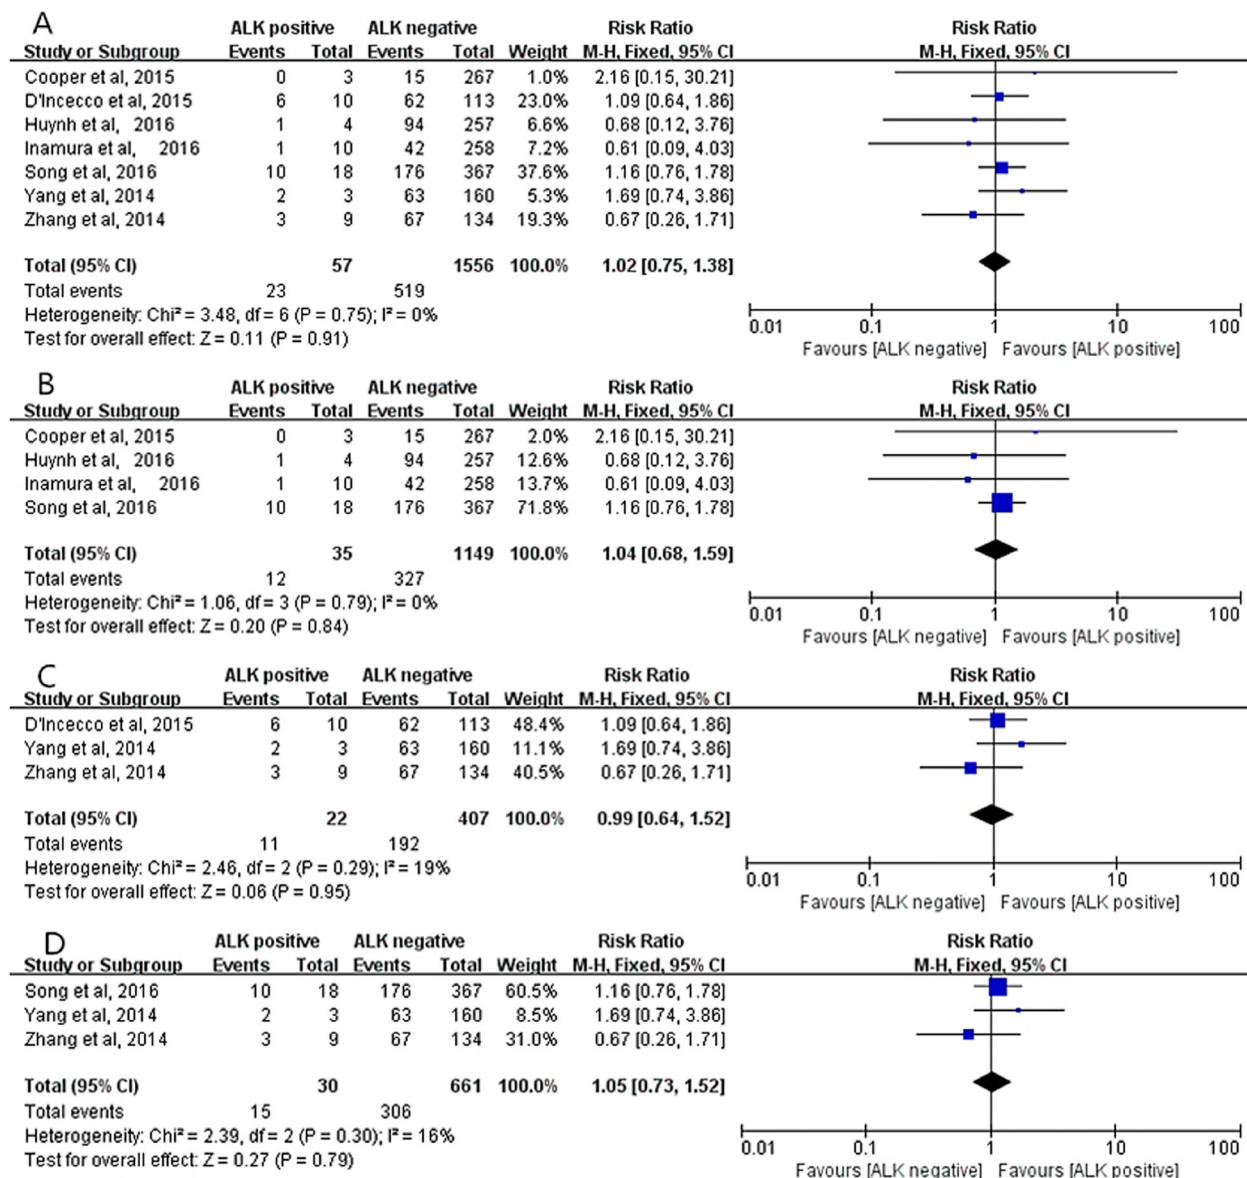 A
ALK positive ALK negative Risk Ratio Risk Ratio
Study or Subgroup Events Total Events Total Weight M-H, Fixed, 95% CI M-H, Fixed, 95% CI
Cooper et al, 2015 0 3 15 267 1.0% 2.16 [0.15, 30.21]
D'Incecco et al, 2015 6 10 62 113 23.0% 1.09 [0.64, 1.86]
Huynh et al, 2016 1 4 94 257 6.6% 0.68 [0.12, 3.76]
Inamura et al, 2016 1 10 42 258 7.2% 0.61 [0.09, 4.03]
Song et al, 2016 10 18 176 367 37.6% 1.16 [0.76, 1.78]
Yang et al, 2014 2 3 63 160 5.3% 1.69 [0.74, 3.86]
Zhang et al, 2014 3 9 67 134 19.3% 0.67 [0.26, 1.71]
Total (95% CI) 57 1556 100.0% 1.02 [0.75, 1.38]
Total events 23 519
Heterogeneity: Chi² = 3.48, df = 6 (P = 0.75); I² = 0%
Test for overall effect: Z = 0.11 (P = 0.91)
0.01 0.1 1 10 100
Favours [ALK negative] Favours [ALK positive]
B
ALK positive ALK negative Risk Ratio Risk Ratio
Study or Subgroup Events Total Events Total Weight M-H, Fixed, 95% CI M-H, Fixed, 95% CI
Cooper et al, 2015 0 3 15 267 2.0% 2.16 [0.15, 30.21]
Huynh et al, 2016 1 4 94 257 12.6% 0.68 [0.12, 3.76]
Inamura et al, 2016 1 10 42 258 13.7% 0.61 [0.09, 4.03]
Song et al, 2016 10 18 176 367 71.8% 1.16 [0.76, 1.78]
Total (95% CI) 35 1149 100.0% 1.04 [0.68, 1.59]
Total events 12 327
Heterogeneity: Chi² = 1.06, df = 3 (P = 0.79); I² = 0%
Test for overall effect: Z = 0.20 (P = 0.84)
0.01 0.1 1 10 100
Favours [ALK negative] Favours [ALK positive]
C
ALK positive ALK negative Risk Ratio Risk Ratio
Study or Subgroup Events Total Events Total Weight M-H, Fixed, 95% CI M-H, Fixed, 95% CI
D'Incecco et al, 2015 6 10 62 113 48.4% 1.09 [0.64, 1.86]
Yang et al, 2014 2 3 63 160 11.1% 1.69 [0.74, 3.86]
Zhang et al, 2014 3 9 67 134 40.5% 0.67 [0.26, 1.71]
Total (95% CI) 22 407 100.0% 0.99 [0.64, 1.52]
Total events 11 192
Heterogeneity: Chi² = 2.46, df = 2 (P = 0.29); I² = 19%
Test for overall effect: Z = 0.06 (P = 0.95)
0.01 0.1 1 10 100
Favours [ALK negative] Favours [ALK positive]
D
ALK positive ALK negative Risk Ratio Risk Ratio
Study or Subgroup Events Total Events Total Weight M-H, Fixed, 95% CI M-H, Fixed, 95% CI
Song et al, 2016 10 18 176 367 60.5% 1.16 [0.76, 1.78]
Yang et al, 2014 2 3 63 160 8.5% 1.69 [0.74, 3.86]
Zhang et al, 2014 3 9 67 134 31.0% 0.67 [0.26, 1.71]
Total (95% CI) 30 661 100.0% 1.05 [0.73, 1.52]
Total events 15 306
Heterogeneity: Chi² = 2.39, df = 2 (P = 0.30); I² = 16%
Test for overall effect: Z = 0.27 (P = 0.79)
0.01 0.1 1 10 100
Favours [ALK negative] Favours [ALK positive]